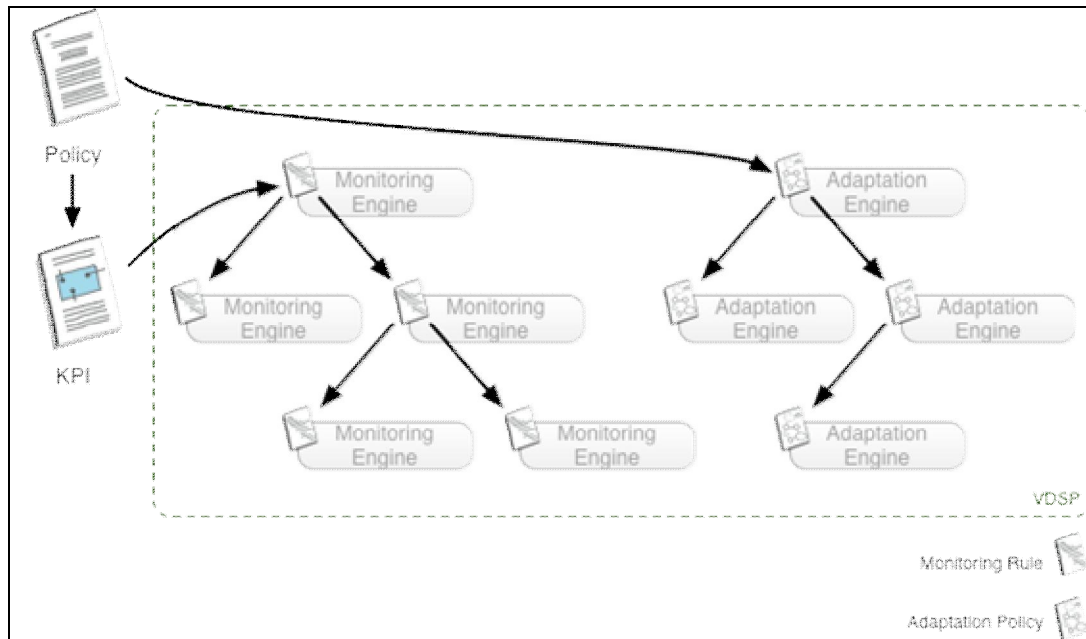 Policy
KPI
Monitoring
Engine
Adaptation
Engine
Monitoring
Engine
Monitoring
Engine
Adaptation
Engine
Adaptation
Engine
Monitoring
Engine
Monitoring
Engine
Adaptation
Engine
VDSP
Monitoring Rule
Adaptation Policy